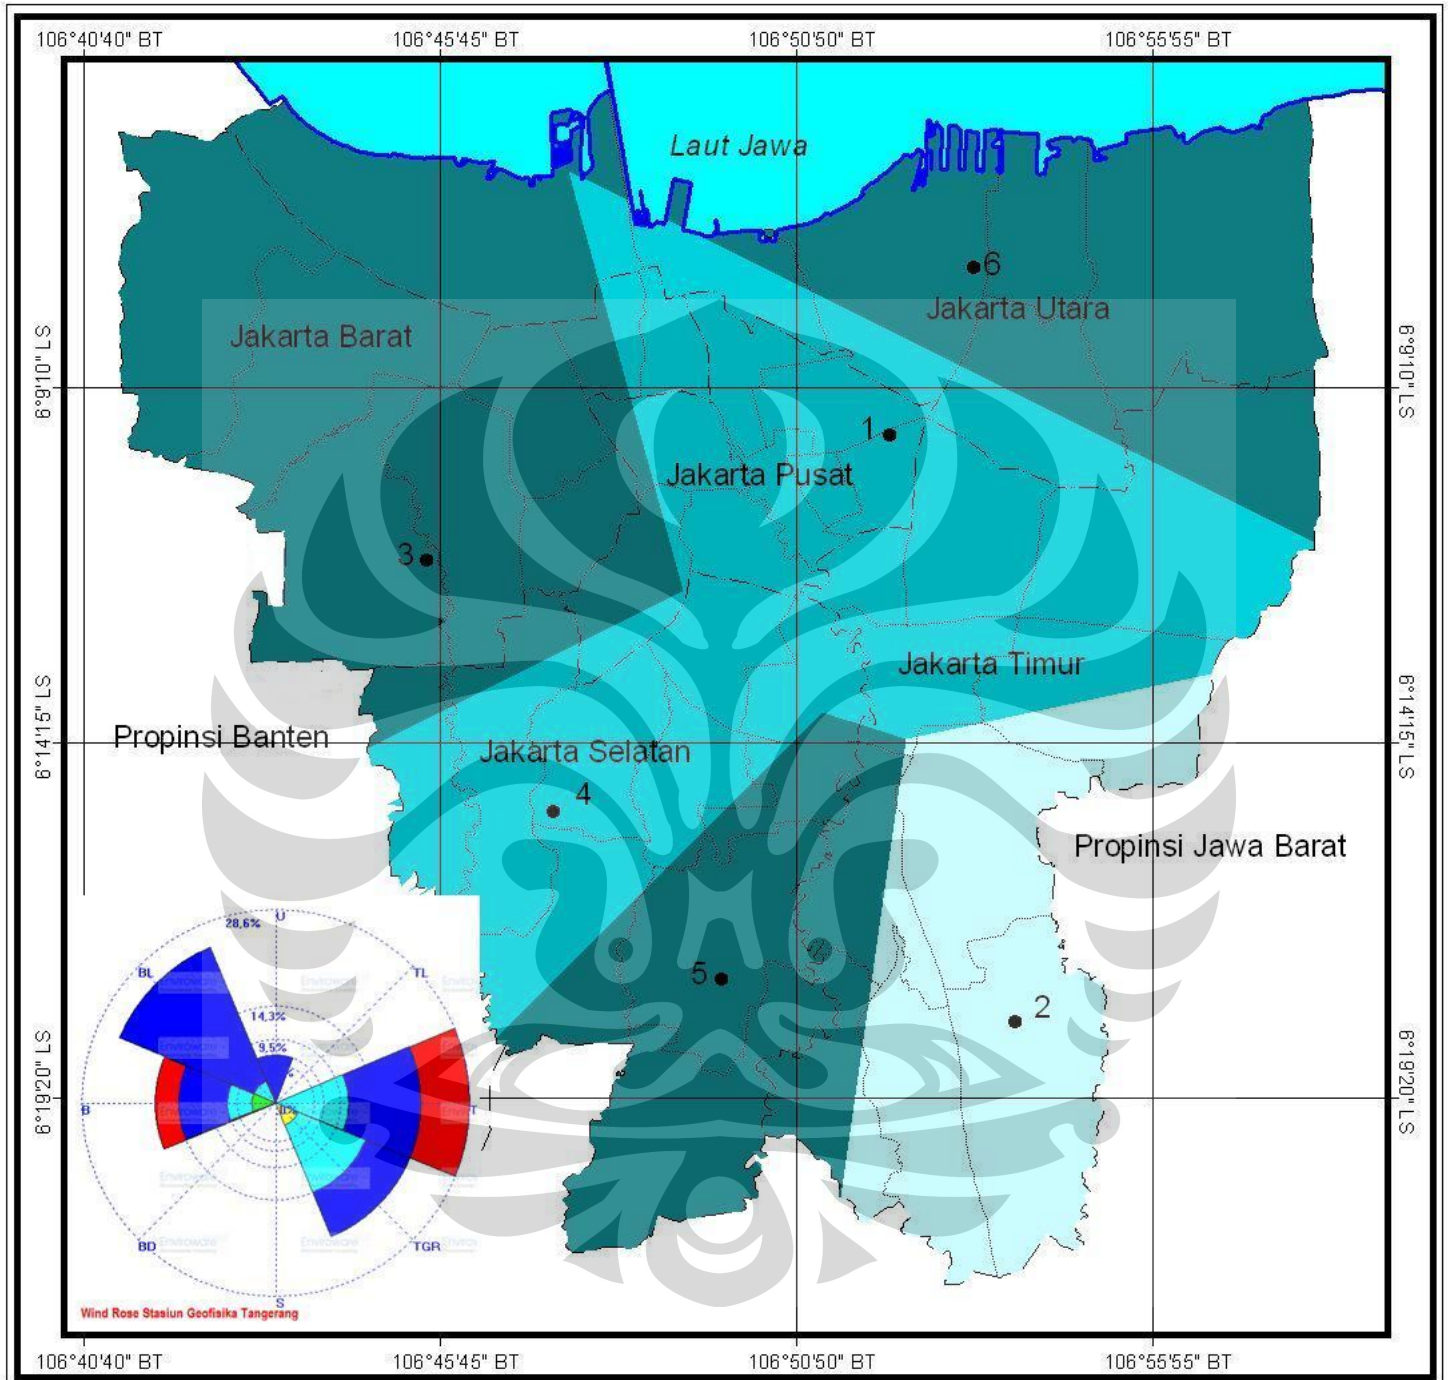 106°40'40" BT
106°45'45" BT
106°50'50" BT
106°55'55" BT
Laut Jawa
6
Jakarta Utara
Jakarta Barat
6°9'10" LS
6°9'10" LS
1
Jakarta Pusat
3
Jakarta Timur
6°14'15" LS
6°14'15" LS
Propinsi Banten
Jakarta Selatan
4
Propinsi Jawa Barat
5
2
6°19'20" LS
6°19'20" LS
U
28,6%
BL
TL
Enviroware
14,3%
9,5%
B
0%
T
BD
Enviroware
TGR
S
Wind Rose Stasiun Geofisika Tangerang
106°40'40" BT
106°45'45" BT
106°50'50" BT
106°55'55" BT